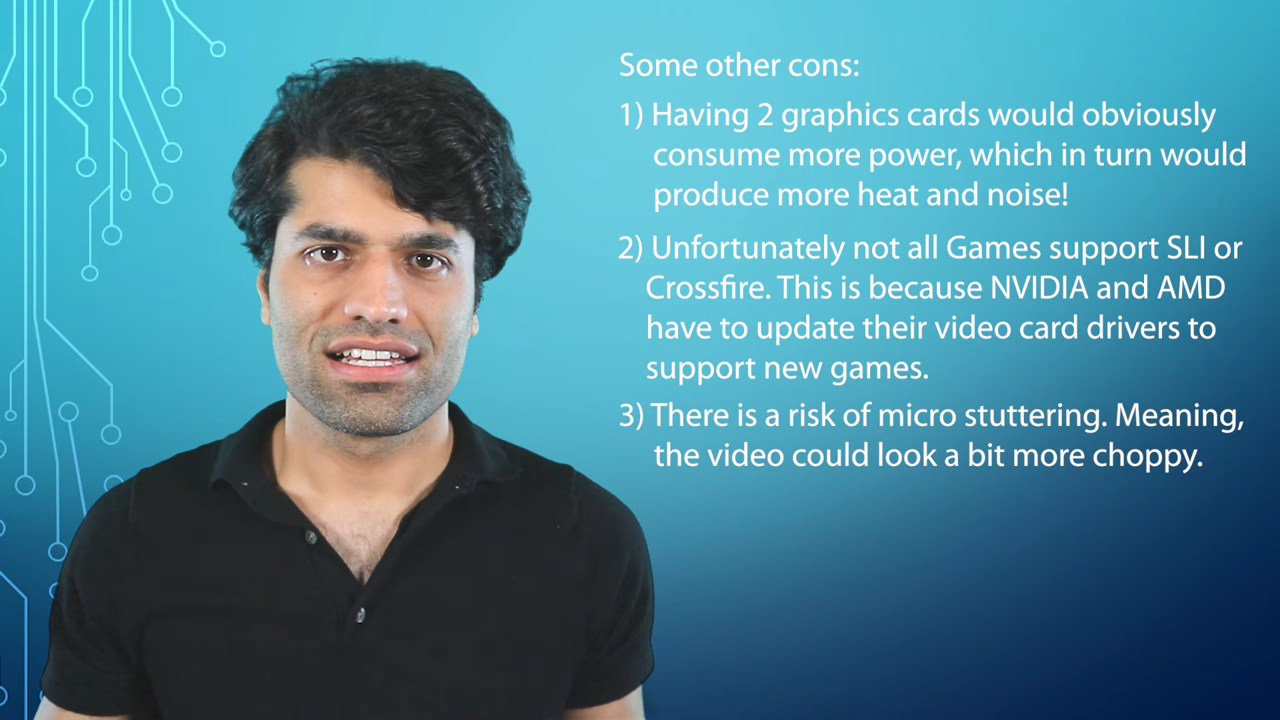 Some other cons:
1) Having 2 graphics cards would obviously
consume more power, which in turn would
produce more heat and noise!
2) Unfortunately not all Games support SLI or
Crossfire. This is because NVIDIA and AMD
have to update their video card drivers to
support new games.
3) There is a risk of micro stuttering. Meaning,
the video could look a bit more choppy.